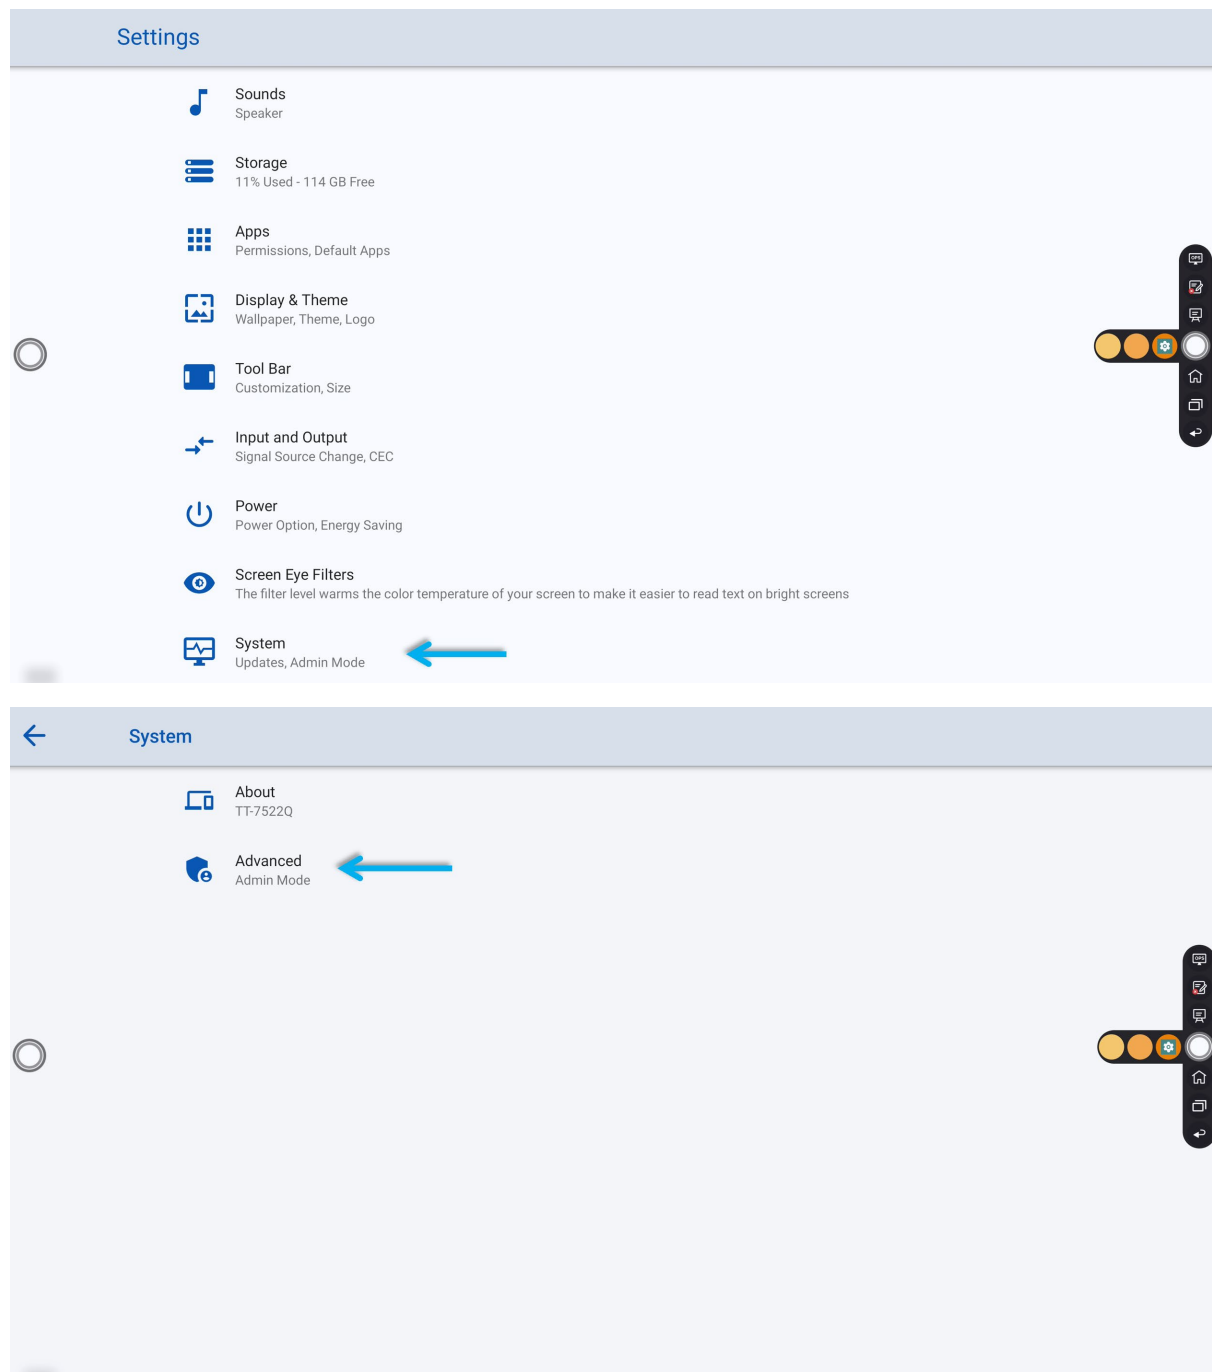 Settings
Sounds
Speaker
Storage
11% Used - 114 GB Free
Apps
Permissions, Default Apps
Display & Theme
Wallpaper, Theme, Logo
Tool Bar
Customization, Size
Input and Output
Signal Source Change, CEC
Power
Power Option, Energy Saving
Screen Eye Filters
The filter level warms the color temperature of your screen to make it easier to read text on bright screens
System
Updates, Admin Mode
OPS
System
About
TT-7522Q
Advanced
Admin Mode
OPS